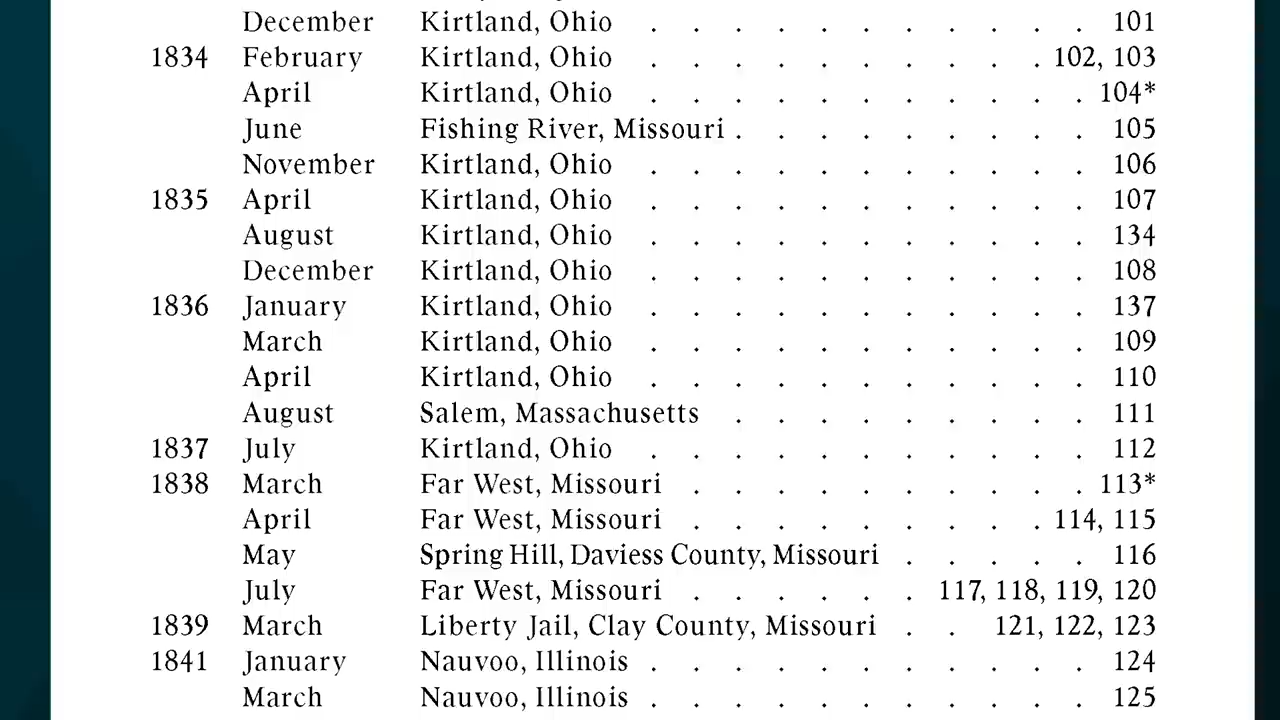 December Kirtland, Ohio . . . . . . . . . . . 101
1834 February Kirtland, Ohio . . . . . . . . . . 102, 103
April Kirtland, Ohio . . . . . . . . . . . 104*
June Fishing River, Missouri . . . . . . . . . 105
November Kirtland, Ohio . . . . . . . . . . . 106
1835 April Kirtland, Ohio . . . . . . . . . . . 107
August Kirtland, Ohio . . . . . . . . . . . 134
December Kirtland, Ohio . . . . . . . . . . . 108
1836 January Kirtland, Ohio . . . . . . . . . . . 137
March Kirtland, Ohio . . . . . . . . . . . 109
April Kirtland, Ohio . . . . . . . . . . . 110
August Salem, Massachusetts . . . . . . . . . 111
1837 July Kirtland, Ohio . . . . . . . . . . . 112
1838 March Far West, Missouri . . . . . . . . . . 113*
April Far West, Missouri . . . . . . . . . 114, 115
May Spring Hill, Daviess County, Missouri . . . . . 116
July Far West, Missouri . . . . . . 117, 118, 119, 120
1839 March Liberty Jail, Clay County, Missouri . . 121, 122, 123
1841 January Nauvoo, Illinois . . . . . . . . . . . 124
March Nauvoo, Illinois . . . . . . . . . . . 125